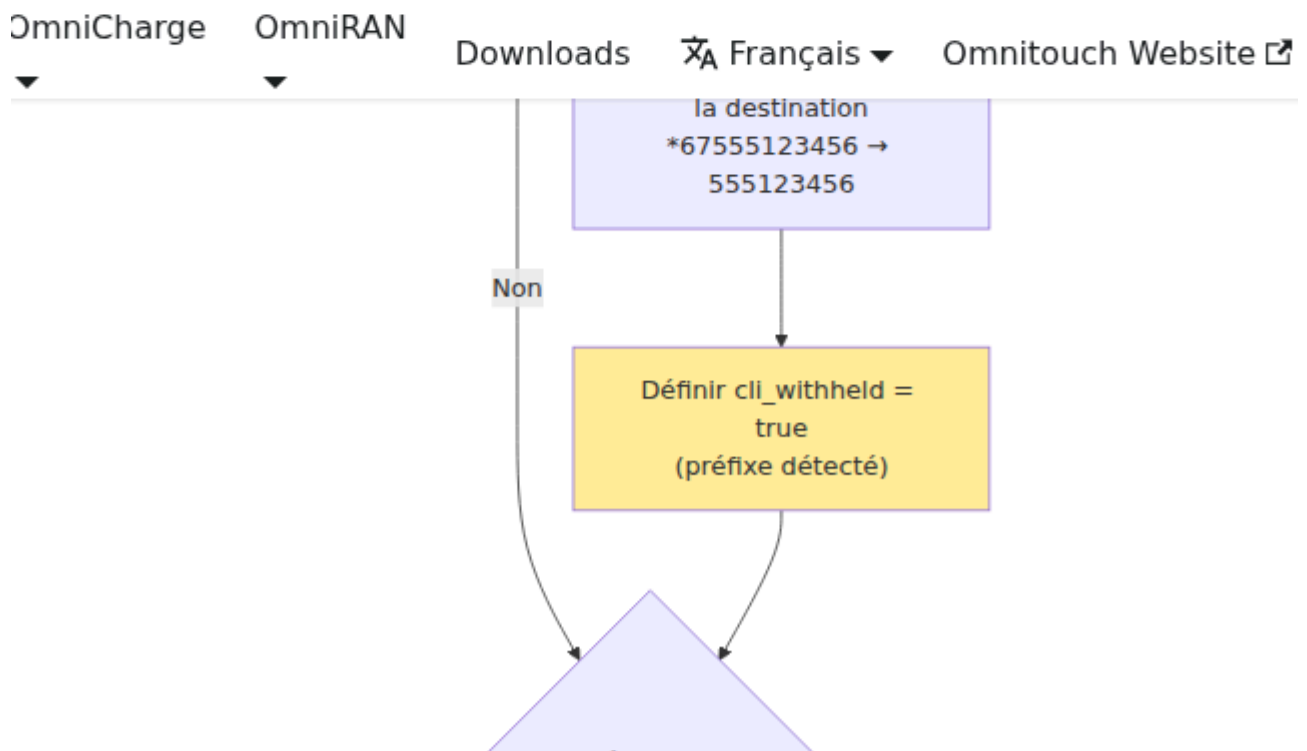 OmniCharge
OmniRAN
Downloads
Français
Omnitouch Website
la destination
*67555123456 →
555123456
Non
Définir cli_withheld =
true
(préfixe détecté)